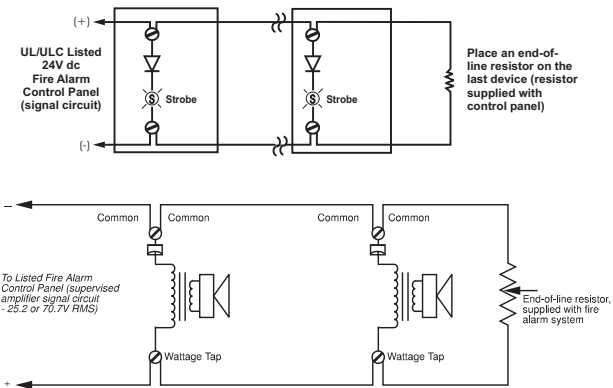 (+)
UL/ULC Listed
24V dc
Fire Alarm
Control Panel
(signal circuit)
(-)
S
Strobe
S
Strobe
Place an end-of-
line resistor on the
last device (resistor
supplied with
control panel)
–
Common
Common
Common
Common
To Listed Fire Alarm
Control Panel (supervised
amplifier signal circuit
- 25.2 or 70.7V RMS)
End-of-line resistor,
supplied with fire
alarm system
Wattage Tap
Wattage Tap
+